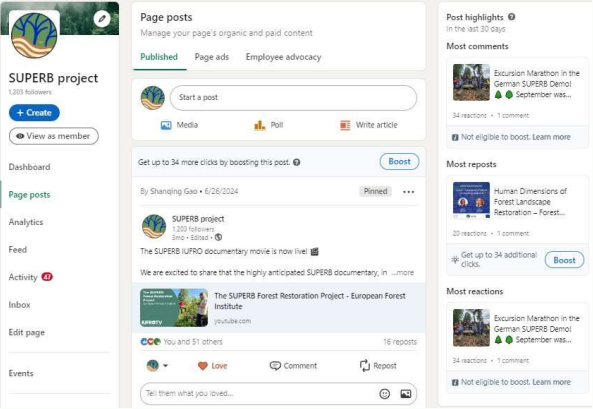 SUPERB project
1,203 followers
+ Create
View as member
Dashboard
Page posts
Analytics
Feed
Activity 47
Inbox
Edit page
Events
Page posts
Manage your page's organic and paid content
Published Page ads Employee advocacy
Start a post
Media Poll Write article
Get up to 34 more clicks by boosting this post. ?
Boost
By Shanqing Gao • 6/26/2024
Pinned
SUPERB project
1,203 followers
3mo • Edited •
The SUPERB IUFRO documentary movie is now live!
We are excited to share that the highly anticipated SUPERB documentary, in ...more
The SUPERB Forest Restoration Project - European Forest
Institute
youtube.com
You and 51 others
16 reposts
Love Comment Repost
Tell them what you loved...
Post highlights ?
In the last 30 days
Most comments
Excursion Marathon in the
German SUPERB Demo!
September was...
34 reactions • 1 comment
Not eligible to boost. Learn more
Most reposts
Human Dimensions of
Forest Landscape
Restoration – Forest...
20 reactions • 1 comment
Get up to 34 additional
clicks.
Boost
Most reactions
Excursion Marathon in the
German SUPERB Demo!
September was...
34 reactions • 1 comment
Not eligible to boost. Learn more